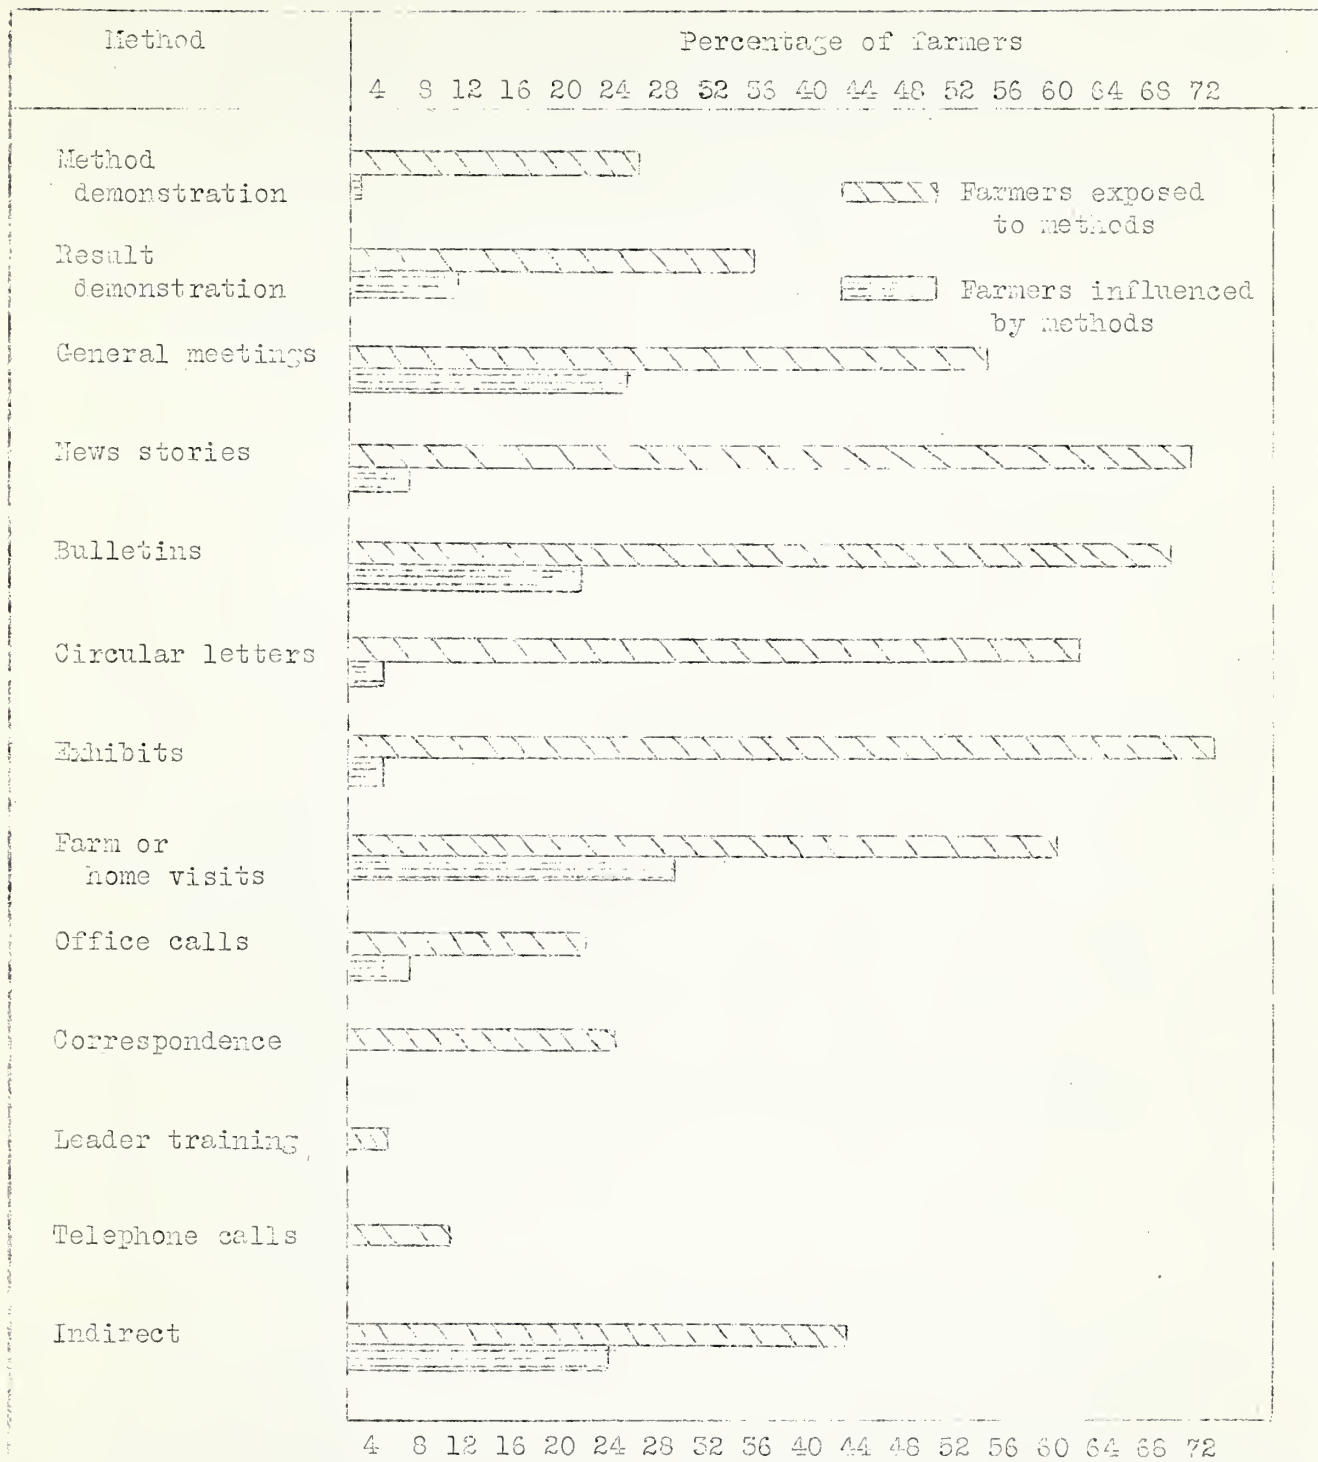 Method
Percentage of farmers
4 8 12 16 20 24 28 32 36 40 44 48 52 56 60 64 68 72
Method
demonstration
Farmers exposed
to methods
Result
demonstration
Farmers influenced
by methods
General meetings
News stories
Bulletins
Circular letters
Exhibits
Farm or
home visits
Office calls
Correspondence
Leader training
Telephone calls
Indirect
4 8 12 16 20 24 28 32 36 40 44 48 52 56 60 64 68 72